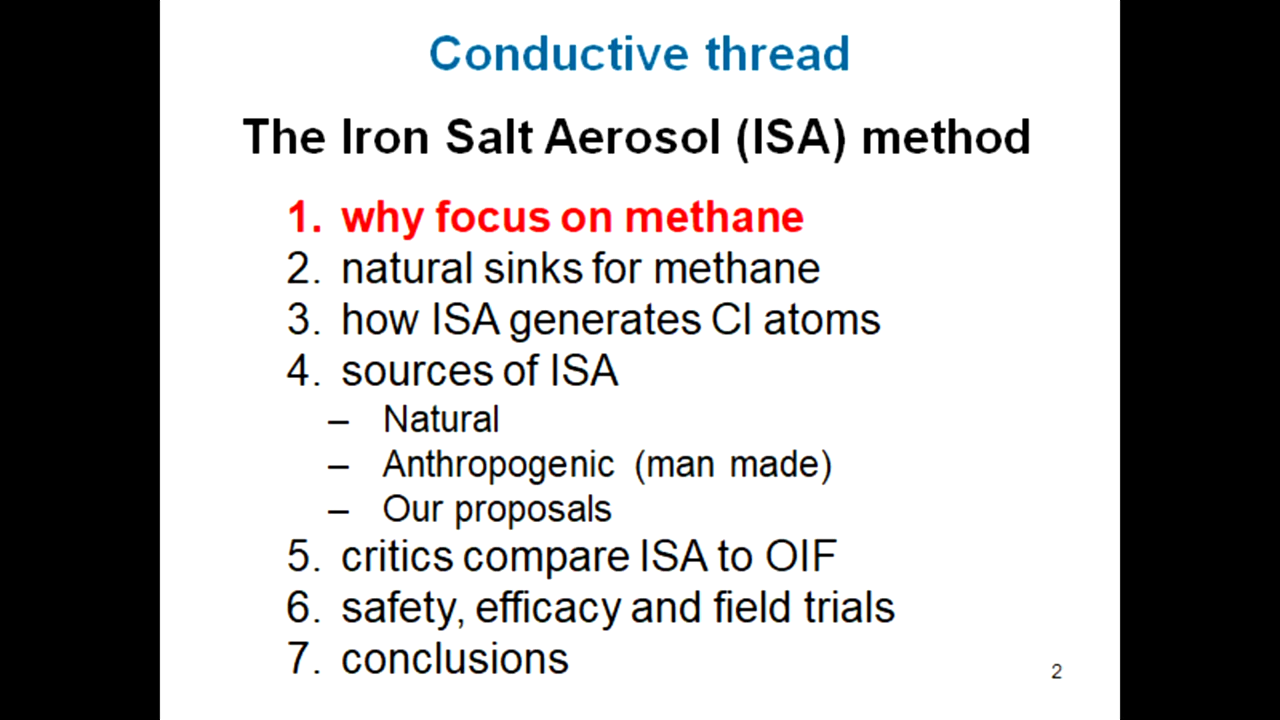 Conductive thread
The Iron Salt Aerosol (ISA) method
1. why focus on methane
2. natural sinks for methane
3. how ISA generates Cl atoms
4. sources of ISA
– Natural
– Anthropogenic (man made)
– Our proposals
5. critics compare ISA to OIF
6. safety, efficacy and field trials
7. conclusions
2